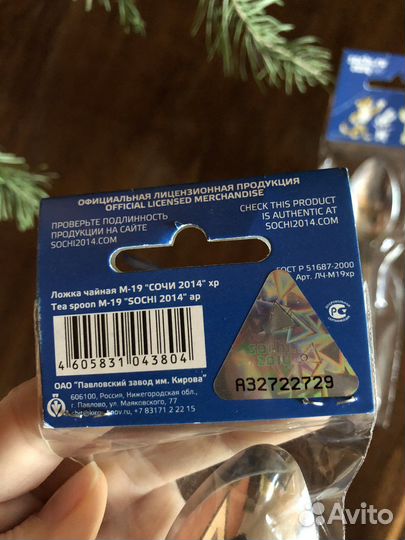 ОФИЦИАЛЬНАЯ ЛИЦЕНЗИОННАЯ ПРОДУКЦИЯ
OFFICIAL LICENSED MERCHANDISE
ПРОВЕРЬТЕ ПОДЛИННОСТЬ
ПРОДУКЦИИ НА САЙТЕ
SOCHI2014.COM
CHECK THIS PRODUCT
IS AUTHENTIC AT
SOCHI2014.COM
Ложка чайная М-19 "СОЧИ 2014" хр
Tea spoon M-19 "SOCHI 2014" ap
ГОСТ Р 51687-2000
Арт. ЛЧ-М19хр
4 605831 043804
SOCHI
2014
A32722729
ОАО "Павловский завод им. Кирова"
606100, Россия, Нижегородская обл.,
г. Павлово, ул. Маяковского, 77
+7 83171 2 22 15
Avito